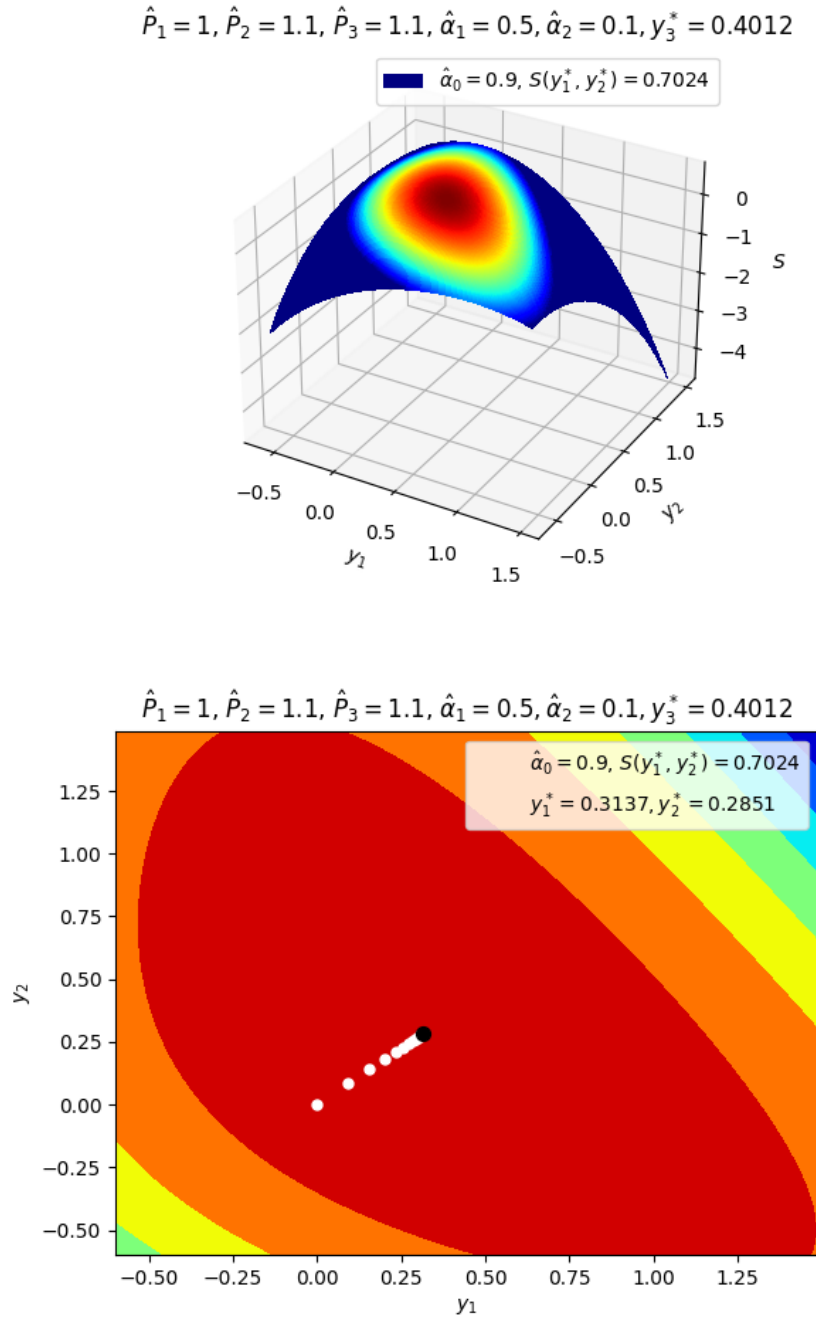 P̂₁ = 1, P̂₂ = 1.1, P̂₃ = 1.1, α̂₁ = 0.5, α̂₂ = 0.1, y₃* = 0.4012
α̂₀ = 0.9, S(y₁*, y₂*) = 0.7024
0
−1
−2
−3
−4
S
−0.5
0.0
0.5
1.0
1.5
y₁
−0.5
0.0
0.5
1.0
1.5
y₂
P̂₁ = 1, P̂₂ = 1.1, P̂₃ = 1.1, α̂₁ = 0.5, α̂₂ = 0.1, y₃* = 0.4012
α̂₀ = 0.9, S(y₁*, y₂*) = 0.7024
y₁* = 0.3137, y₂* = 0.2851
1.25
1.00
0.75
0.50
0.25
0.00
−0.25
−0.50
y₂
−0.50 −0.25 0.00 0.25 0.50 0.75 1.00 1.25
y₁